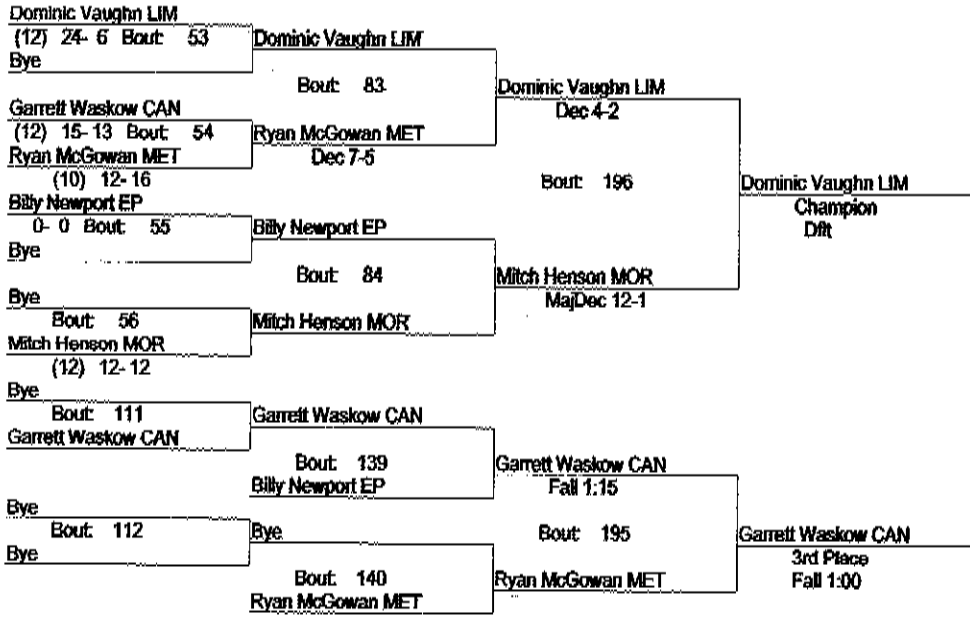 Dominic Vaughn LIM
(12) 24- 6 Bout: 53
Bye
Dominic Vaughn LIM
Bout: 83
Garrett Waskow CAN
(12) 15- 13 Bout: 54
Ryan McGowan MET
(10) 12- 16
Ryan McGowan MET
Dec 7-5
Dominic Vaughn LIM
Dec 4-2
Bout: 196
Billy Newport EP
0- 0 Bout: 55
Bye
Billy Newport EP
Bout: 84
Bye
Bout: 56
Mitch Henson MOR
(12) 12- 12
Mitch Henson MOR
Mitch Henson MOR
MajDec 12-1
Dominic Vaughn LIM
Champion
Dflt
Bye
Bout: 111
Garrett Waskow CAN
Garrett Waskow CAN
Bout: 139
Billy Newport EP
Garrett Waskow CAN
Fall 1:15
Bout: 195
Bye
Bout: 112
Bye
Bye
Bout: 140
Ryan McGowan MET
Ryan McGowan MET
Garrett Waskow CAN
3rd Place
Fall 1:00